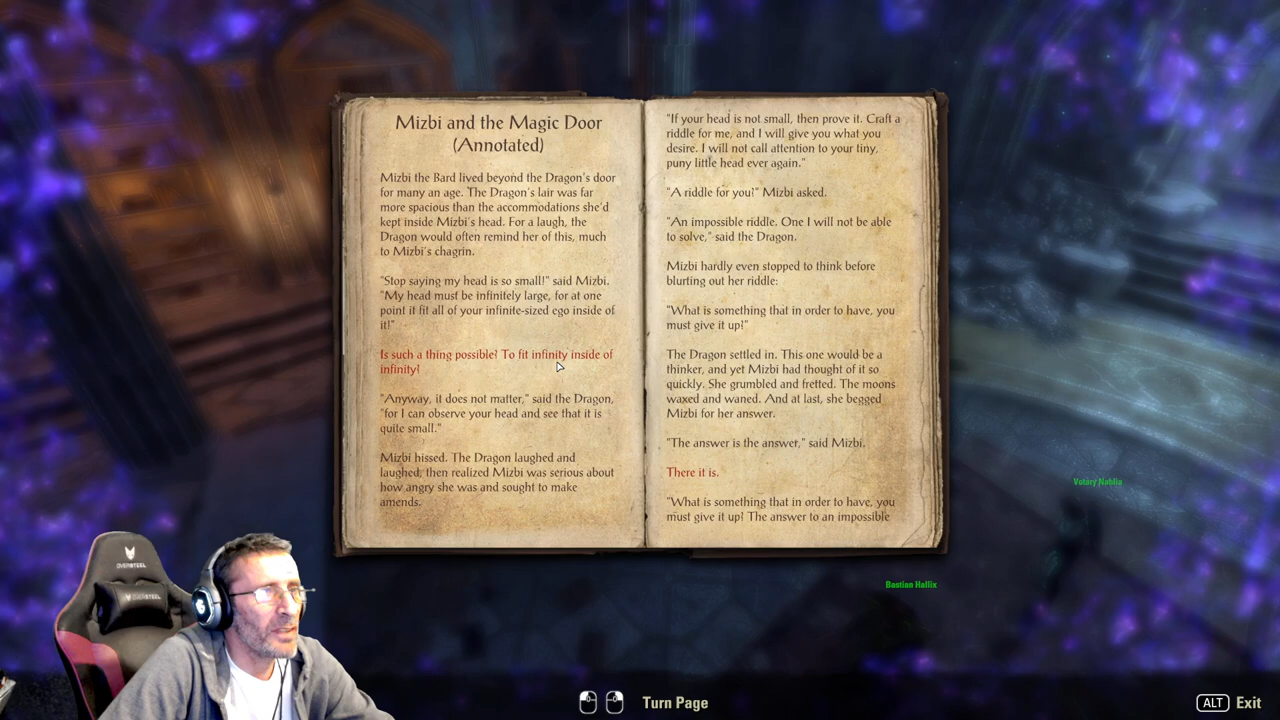 Mizbi and the Magic Door
(Annotated)
Mizbi the Bard lived beyond the Dragon's door
for many an age. The Dragon's lair was far
more spacious than the accommodations she'd
kept inside Mizbi's head. For a laugh, the
Dragon would often remind her of this, much
to Mizbi's chagrin.
"Stop saying my head is so small!" said Mizbi.
"My head must be infinitely large, for at one
point it fit all of your infinite-sized ego inside of
it!"
Is such a thing possible? To fit infinity inside of
infinity?
"Anyway, it does not matter," said the Dragon,
"for I can observe your head and see that it is
quite small."
Mizbi hissed. The Dragon laughed and
laughed, then realized Mizbi was serious about
how angry she was and sought to make
amends.
"If your head is not small, then prove it. Craft a
riddle for me, and I will give you what you
desire. I will not call attention to your tiny,
puny little head ever again."
"A riddle for you?" Mizbi asked.
"An impossible riddle. One I will not be able
to solve," said the Dragon.
Mizbi hardly even stopped to think before
blurting out her riddle:
"What is something that in order to have, you
must give it up?"
The Dragon settled in. This one would be a
thinker, and yet Mizbi had thought of it so
quickly. She grumbled and fretted. The moons
waxed and waned. And at last, she begged
Mizbi for her answer.
"The answer is the answer," said Mizbi.
There it is.
"What is something that in order to have, you
must give it up? The answer to an impossible
Votary Nablia
Bastian Hallix
OVERSTEEL
OVERSTEEL
Turn Page
ALT Exit